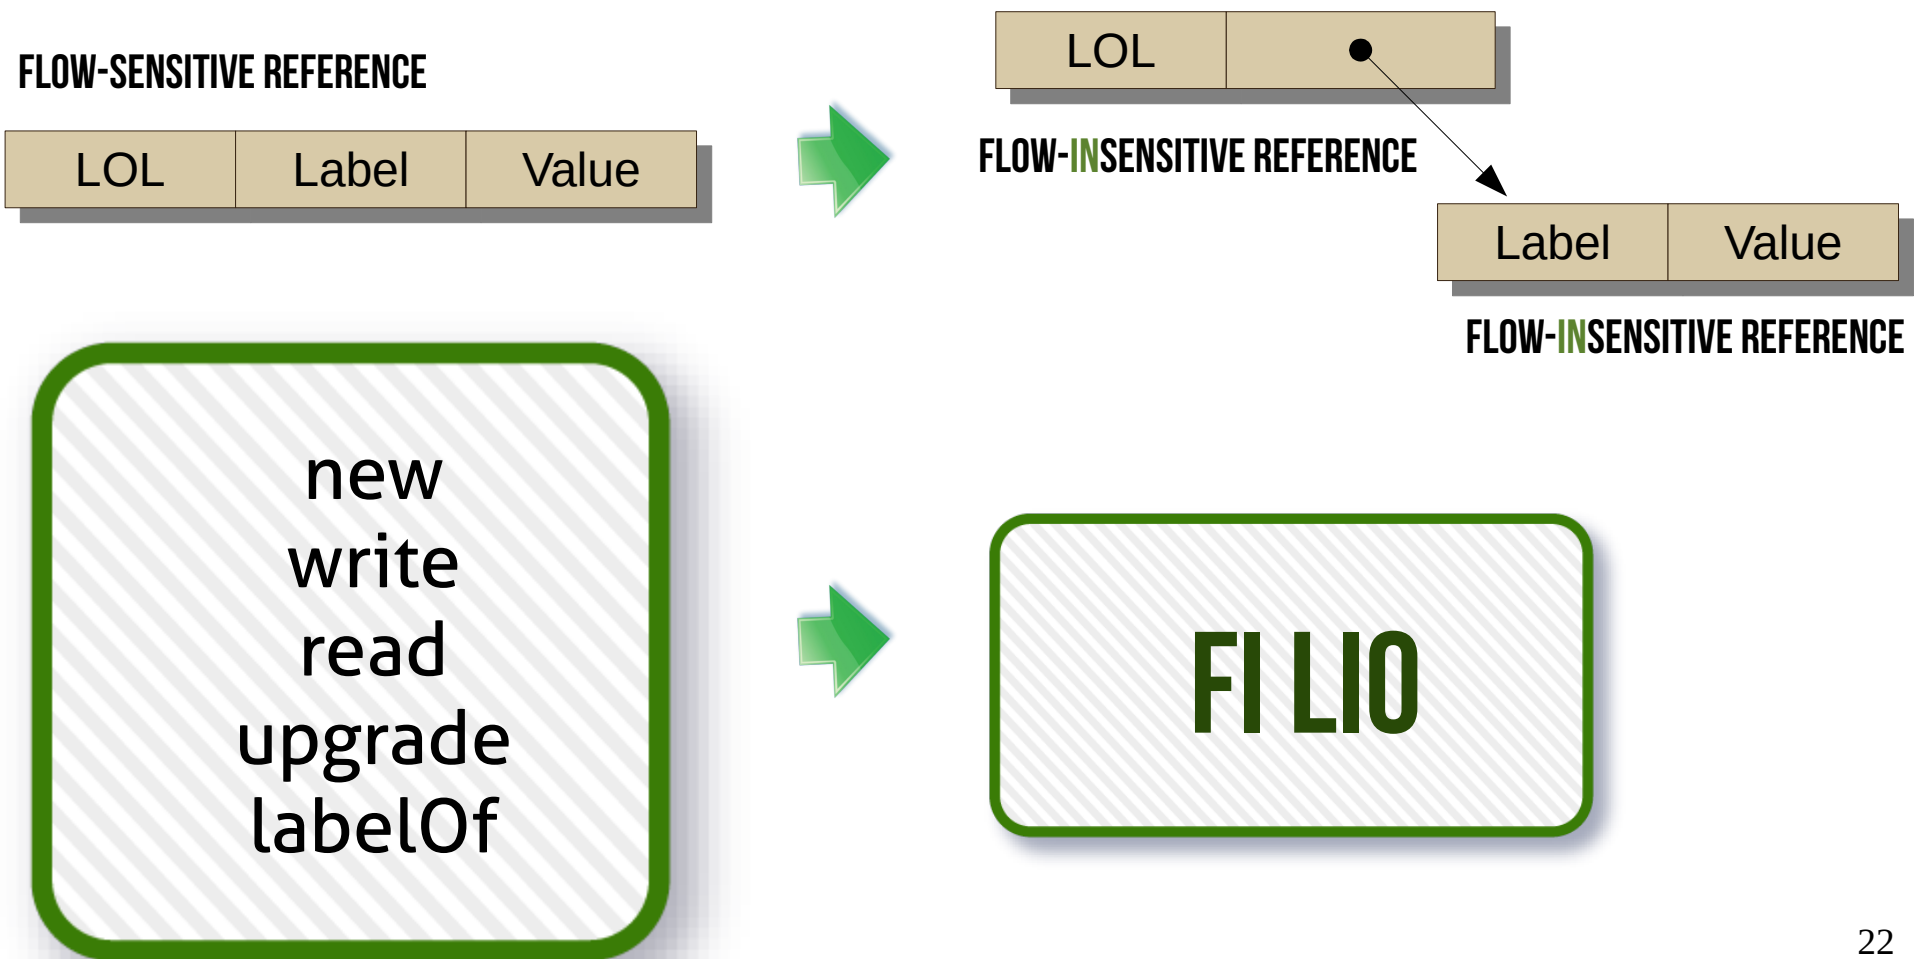 FLOW-SENSITIVE REFERENCE
LOL Label Value
LOL
FLOW-INSENSITIVE REFERENCE
Label Value
FLOW-INSENSITIVE REFERENCE
new
write
read
upgrade
labelOf
FI LIO
22